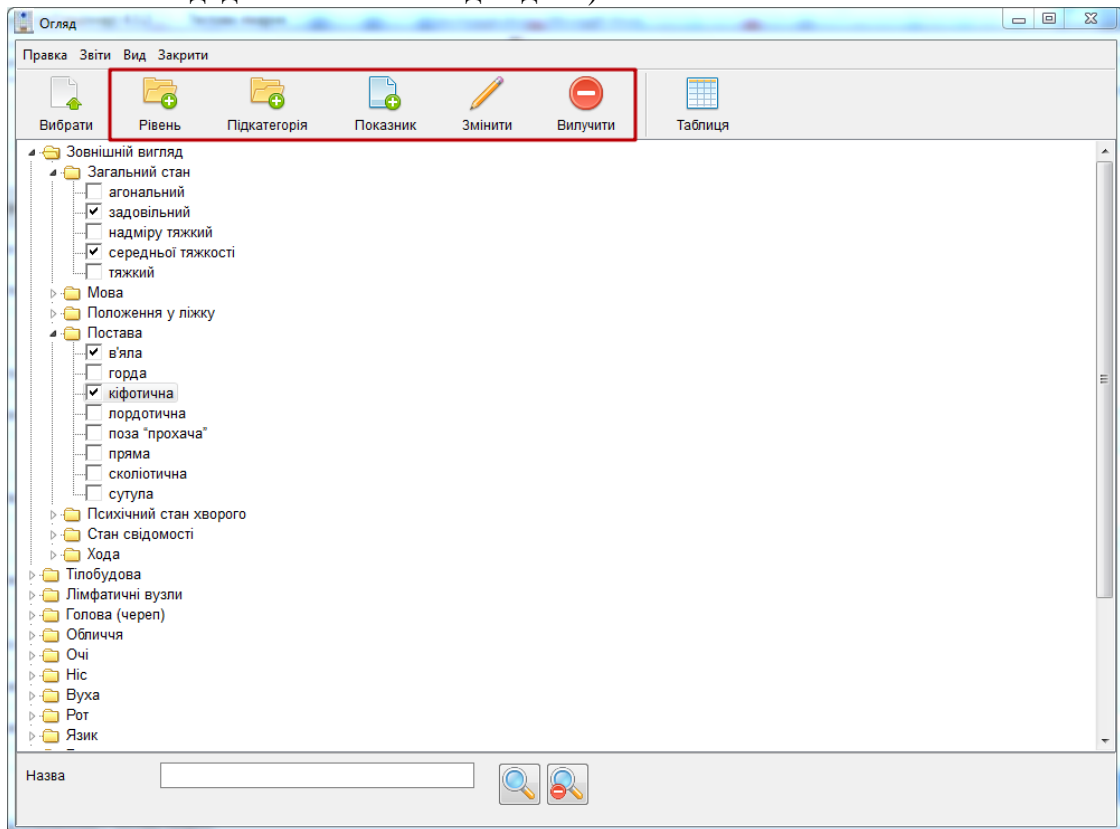 Огляд
Правка Звіти Вид Закрити
Вибрати Рівень Підкатегорія Показник Змінити Вилучити Таблиця
Зовнішній вигляд
Загальний стан
агональний
задовільний
надміру тяжкий
середньої тяжкості
тяжкий
Мова
Положення у ліжку
Постава
в'яла
горда
кіфотична
лордотична
поза “прохача”
пряма
сколіотична
сутула
Психічний стан хворого
Стан свідомості
Хода
Тілобудова
Лімфатичні вузли
Голова (череп)
Обличчя
Очі
Ніс
Вуха
Рот
Язик
Назва